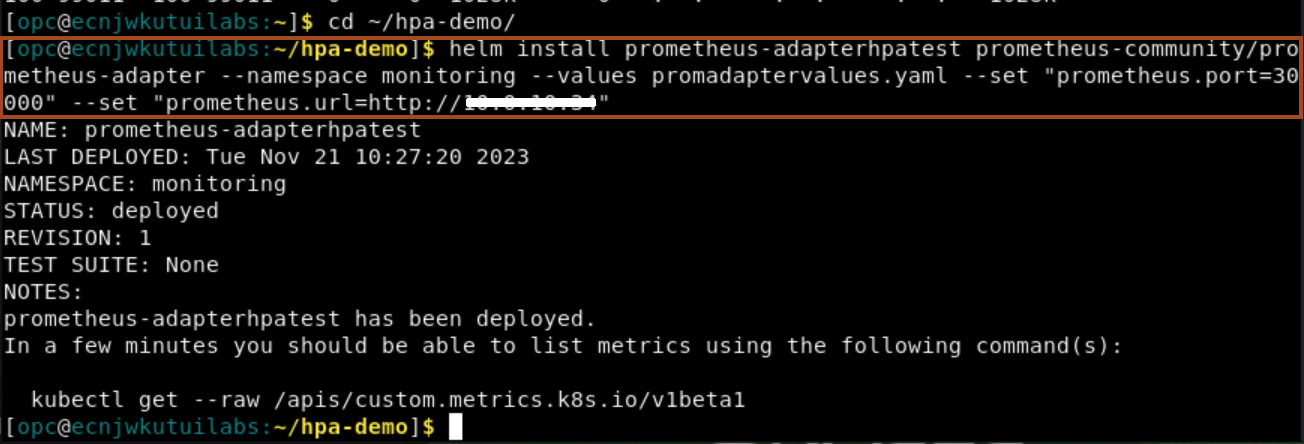 [opc@ecnjwkutuilabs:~]$ cd ~/hpa-demo/
[opc@ecnjwkutuilabs:~/hpa-demo]$ helm install prometheus-adapterhpatest prometheus-community/pro
metheus-adapter --namespace monitoring --values promadaptervalues.yaml --set "prometheus.port=30
000" --set "prometheus.url=http://"
NAME: prometheus-adapterhpatest
LAST DEPLOYED: Tue Nov 21 10:27:20 2023
NAMESPACE: monitoring
STATUS: deployed
REVISION: 1
TEST SUITE: None
NOTES:
prometheus-adapterhpatest has been deployed.
In a few minutes you should be able to list metrics using the following command(s):
kubectl get --raw /apis/custom.metrics.k8s.io/v1beta1
[opc@ecnjwkutuilabs:~/hpa-demo]$